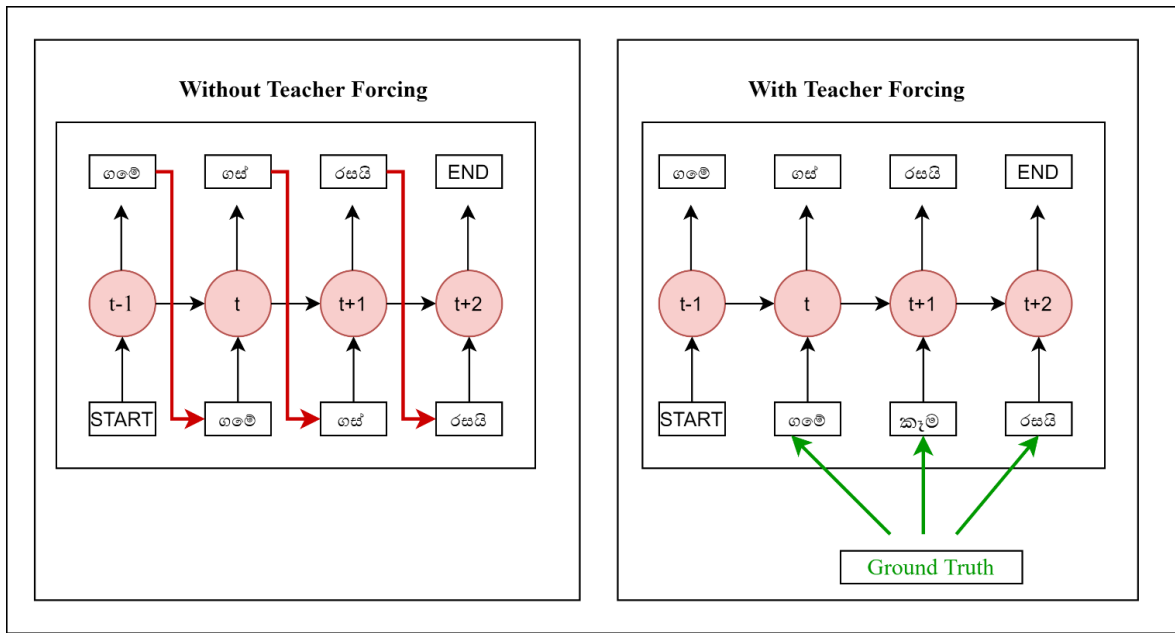 Without Teacher Forcing
ගමේ ගස් රසයි END
t-1 t t+1 t+2
START ගමේ ගස් රසයි
With Teacher Forcing
ගමේ ගස් රසයි END
t-1 t t+1 t+2
START ගමේ කෑම රසයි
Ground Truth